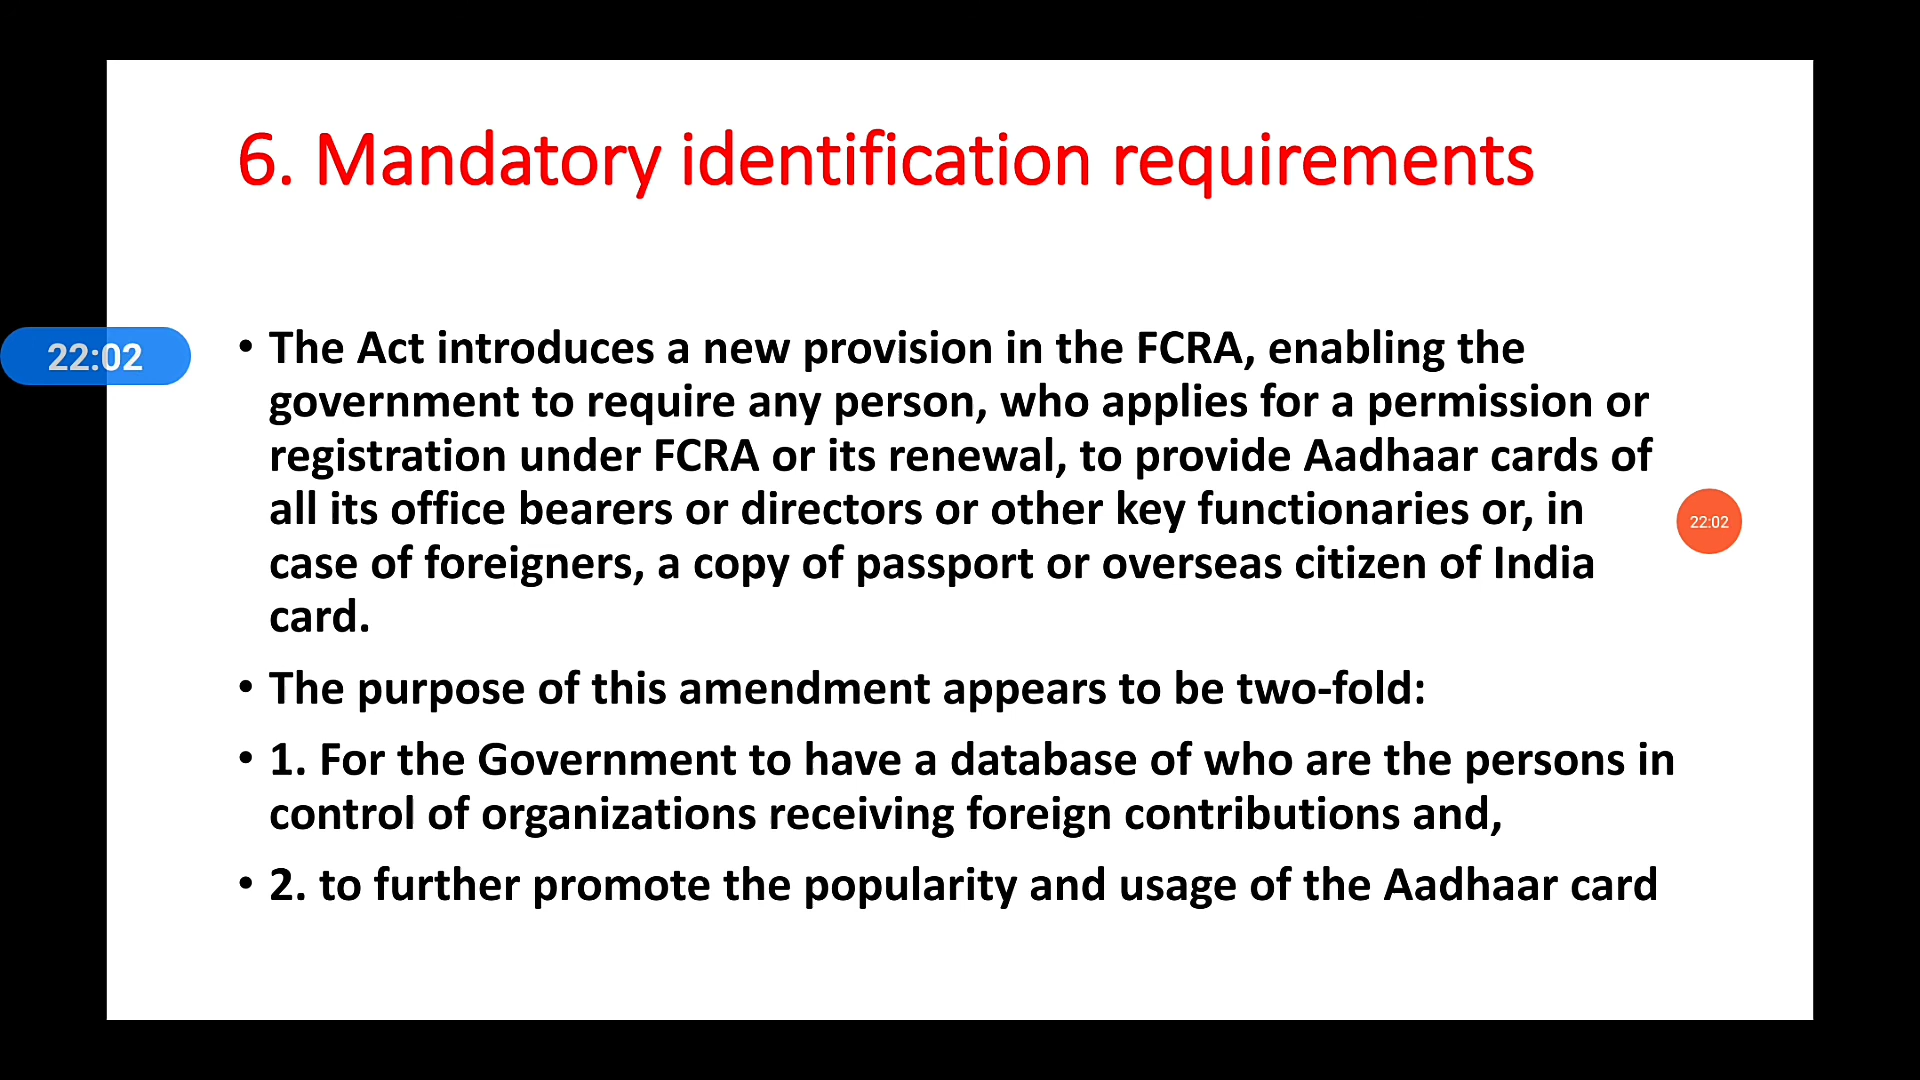 6. Mandatory identification requirements
22:02
• The Act introduces a new provision in the FCRA, enabling the
government to require any person, who applies for a permission or
registration under FCRA or its renewal, to provide Aadhaar cards of
all its office bearers or directors or other key functionaries or, in
22:02
case of foreigners, a copy of passport or overseas citizen of India
card.
• The purpose of this amendment appears to be two-fold:
• 1. For the Government to have a database of who are the persons in
control of organizations receiving foreign contributions and,
• 2. to further promote the popularity and usage of the Aadhaar card